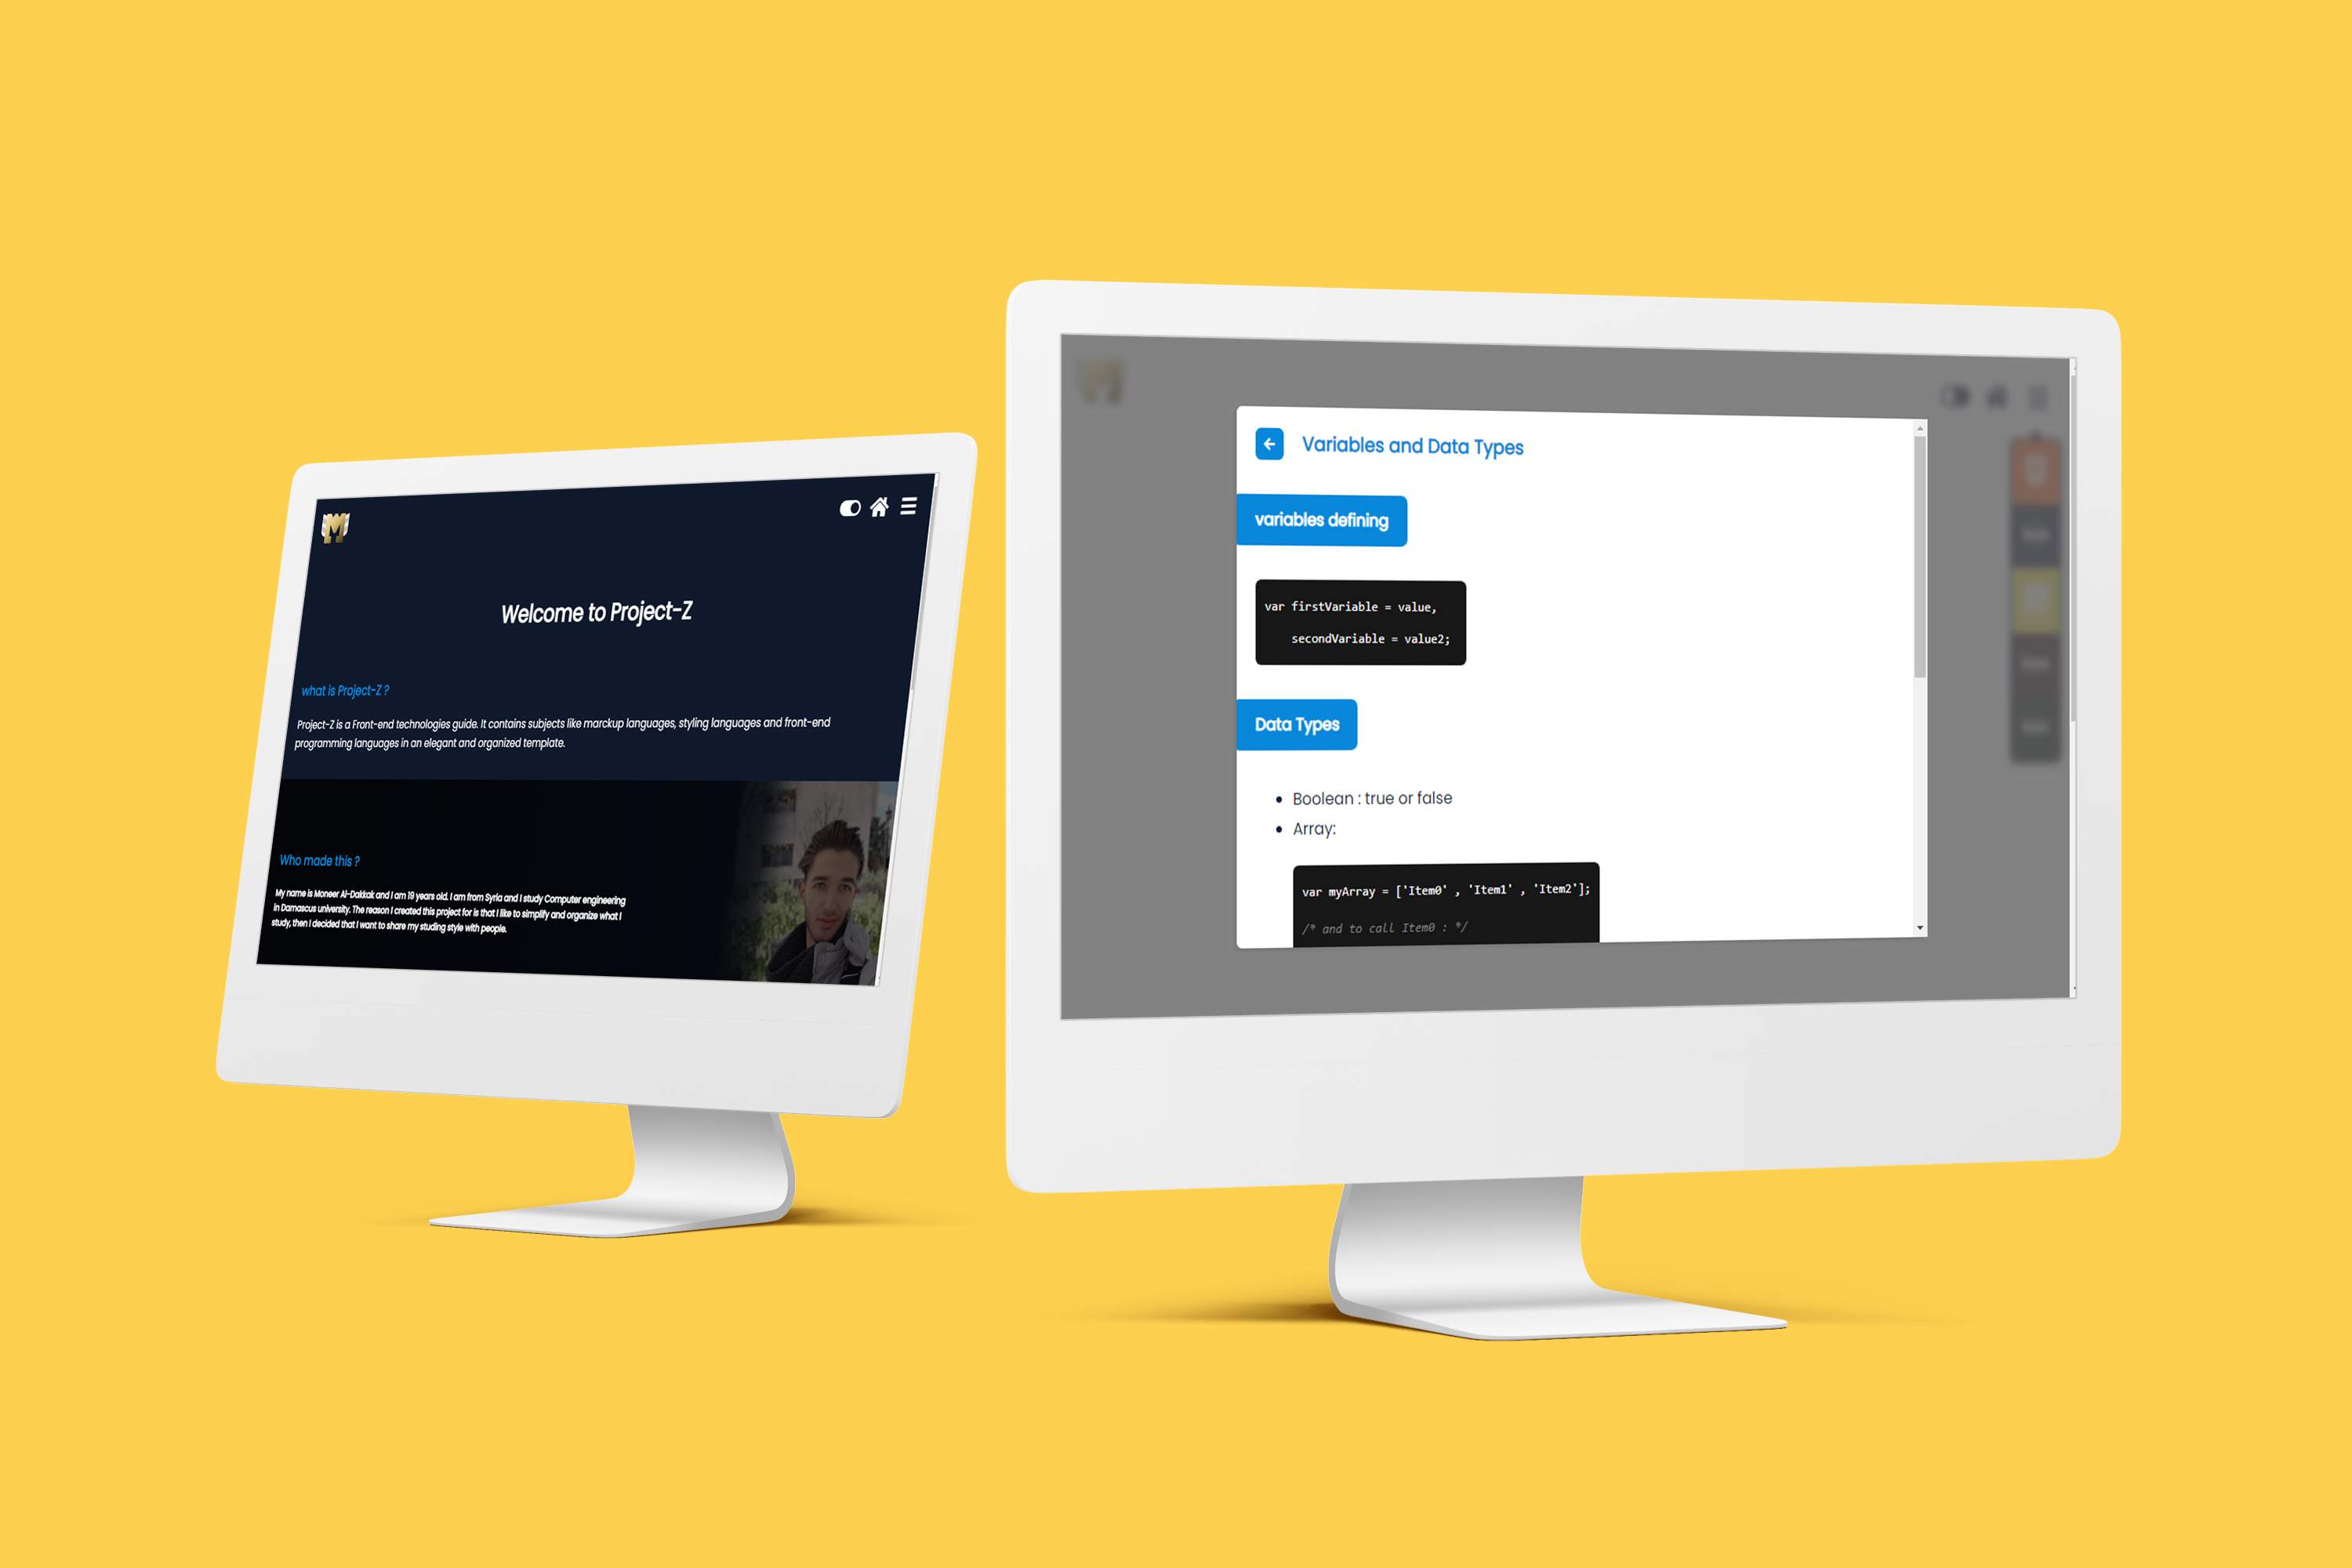 M
Welcome to Project-Z
what is Project-Z ?
Project-Z is a Front-end technologies guide. It contains subjects like marckup languages, styling languages and front-end
programming languages in an elegant and organized template.
Who made this ?
My name is Moneer Al-Dakkak and I am 19 years old. I am from Syria and I study Computer engineering
in Damascus university. The reason I created this project for is that I like to simplify and organize what I
study, then I decided that I want to share my studing style with people.
Variables and Data Types
variables defining
var firstVariable = value,
secondVariable = value2;
Data Types
• Boolean : true or false
• Array:
var myArray = ['Item0' , 'Item1' , 'Item2'];
/* and to call Item0 : */